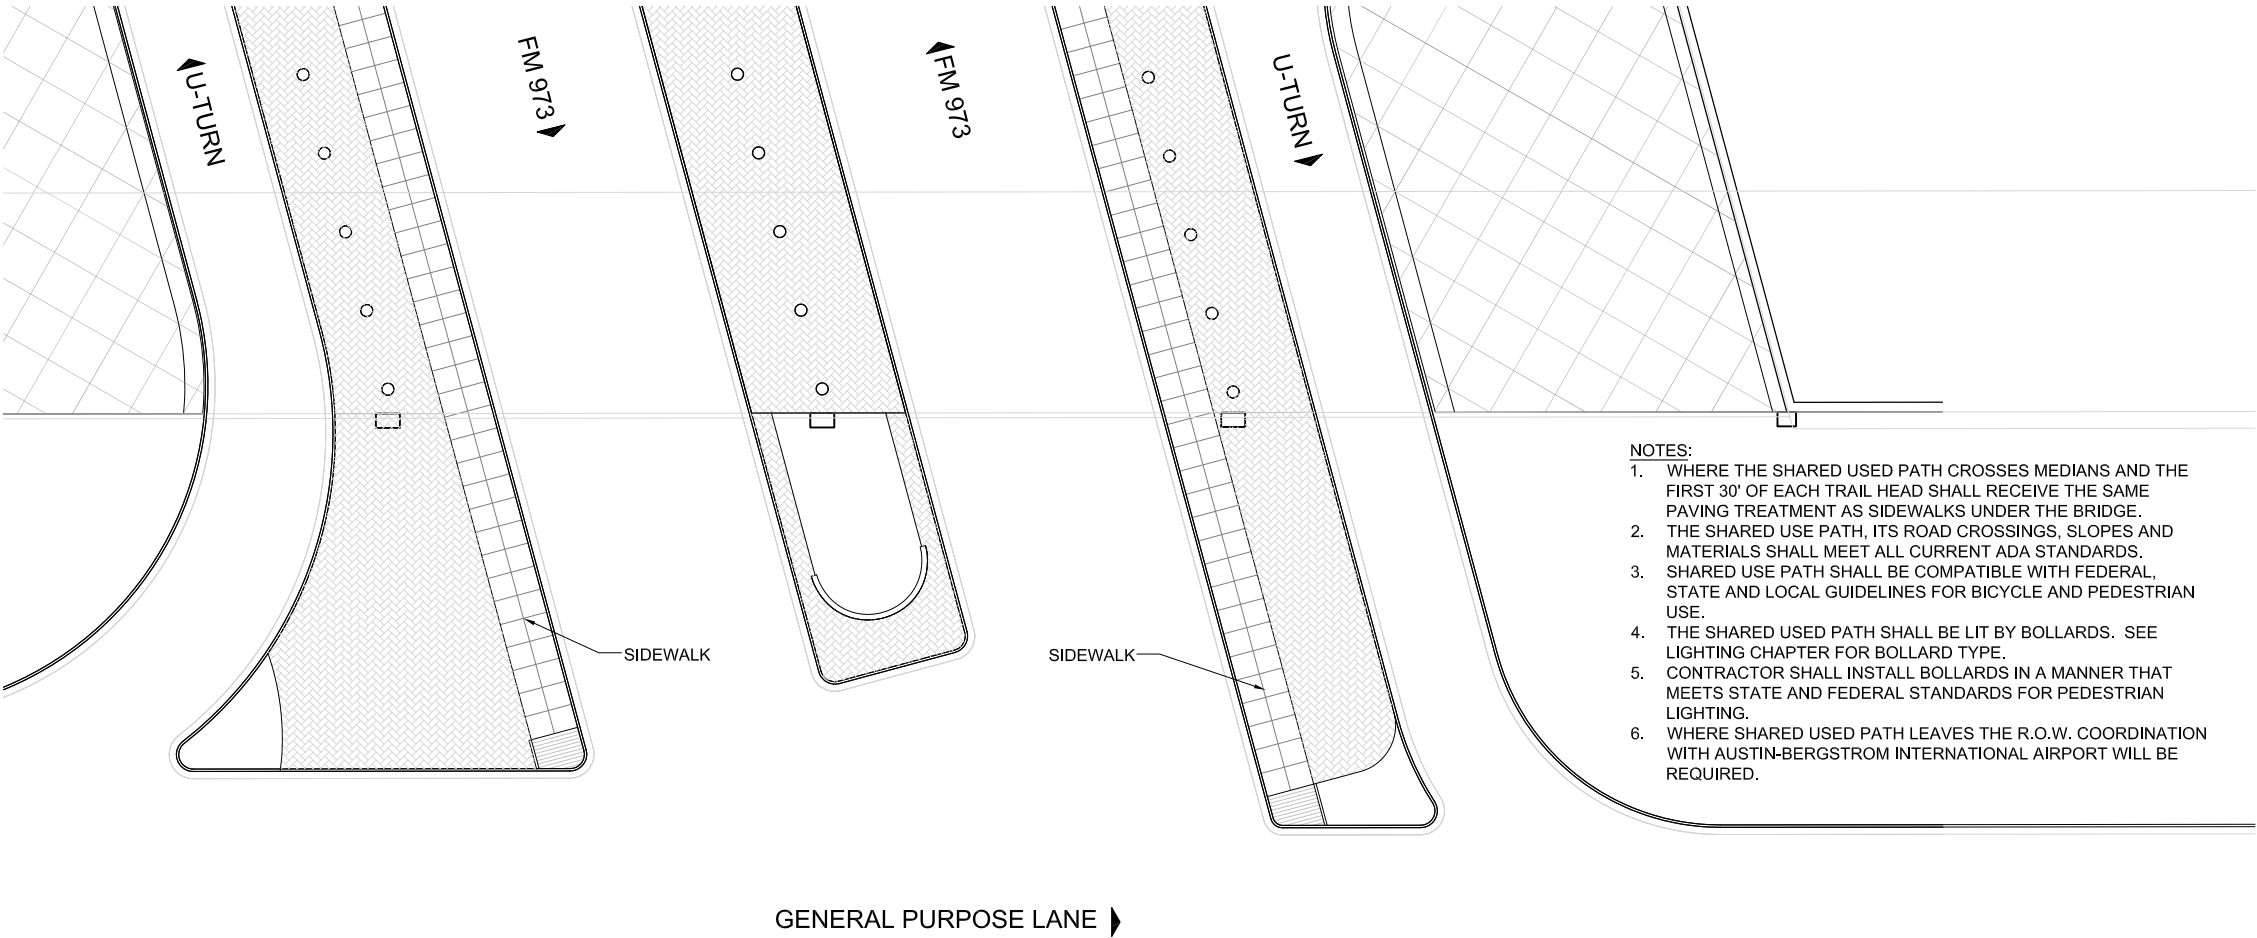 U-TURN
FM 973
FM 973
U-TURN
NOTES:
1. WHERE THE SHARED USED PATH CROSSES MEDIANS AND THE
FIRST 30' OF EACH TRAIL HEAD SHALL RECEIVE THE SAME
PAVING TREATMENT AS SIDEWALKS UNDER THE BRIDGE.
2. THE SHARED USE PATH, ITS ROAD CROSSINGS, SLOPES AND
MATERIALS SHALL MEET ALL CURRENT ADA STANDARDS.
3. SHARED USE PATH SHALL BE COMPATIBLE WITH FEDERAL,
STATE AND LOCAL GUIDELINES FOR BICYCLE AND PEDESTRIAN
USE.
4. THE SHARED USED PATH SHALL BE LIT BY BOLLARDS. SEE
LIGHTING CHAPTER FOR BOLLARD TYPE.
5. CONTRACTOR SHALL INSTALL BOLLARDS IN A MANNER THAT
MEETS STATE AND FEDERAL STANDARDS FOR PEDESTRIAN
LIGHTING.
6. WHERE SHARED USED PATH LEAVES THE R.O.W. COORDINATION
WITH AUSTIN-BERGSTROM INTERNATIONAL AIRPORT WILL BE
REQUIRED.
SIDEWALK
SIDEWALK
GENERAL PURPOSE LANE